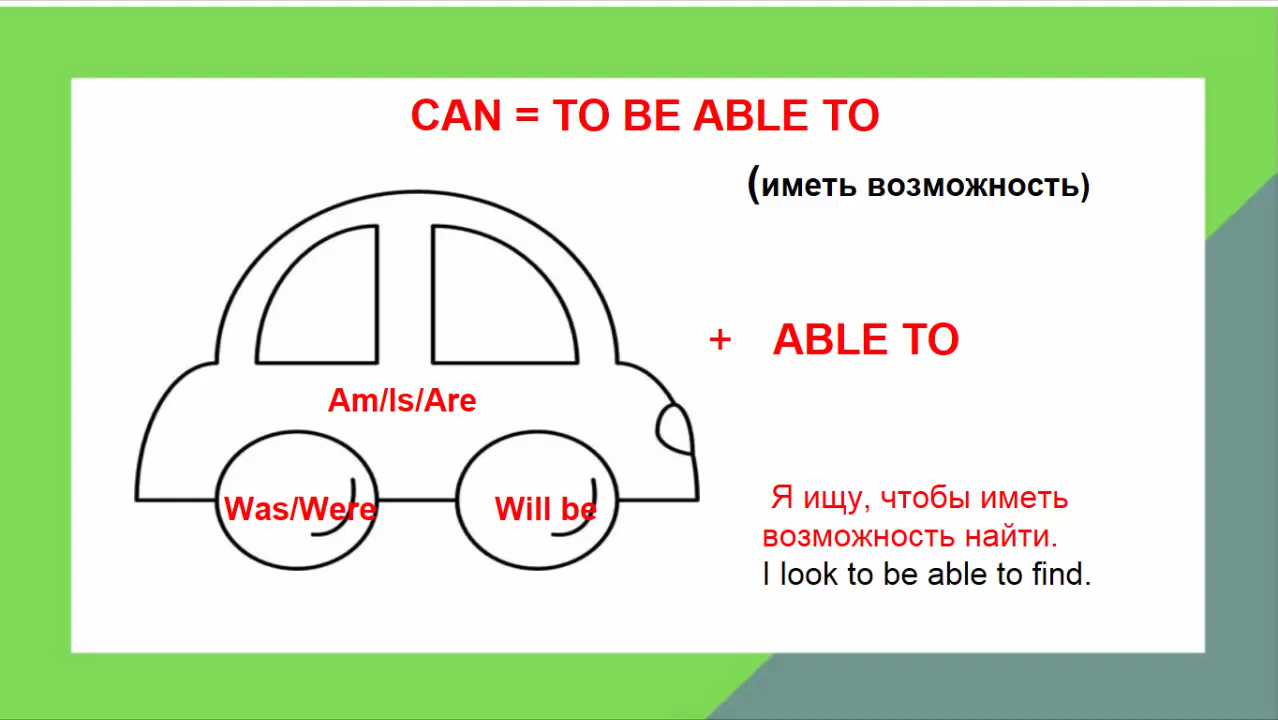 CAN = TO BE ABLE TO
(иметь возможность)
+ ABLE TO
Am/Is/Are
Was/Were
Will be
Я ищу, чтобы иметь
возможность найти.
I look to be able to find.